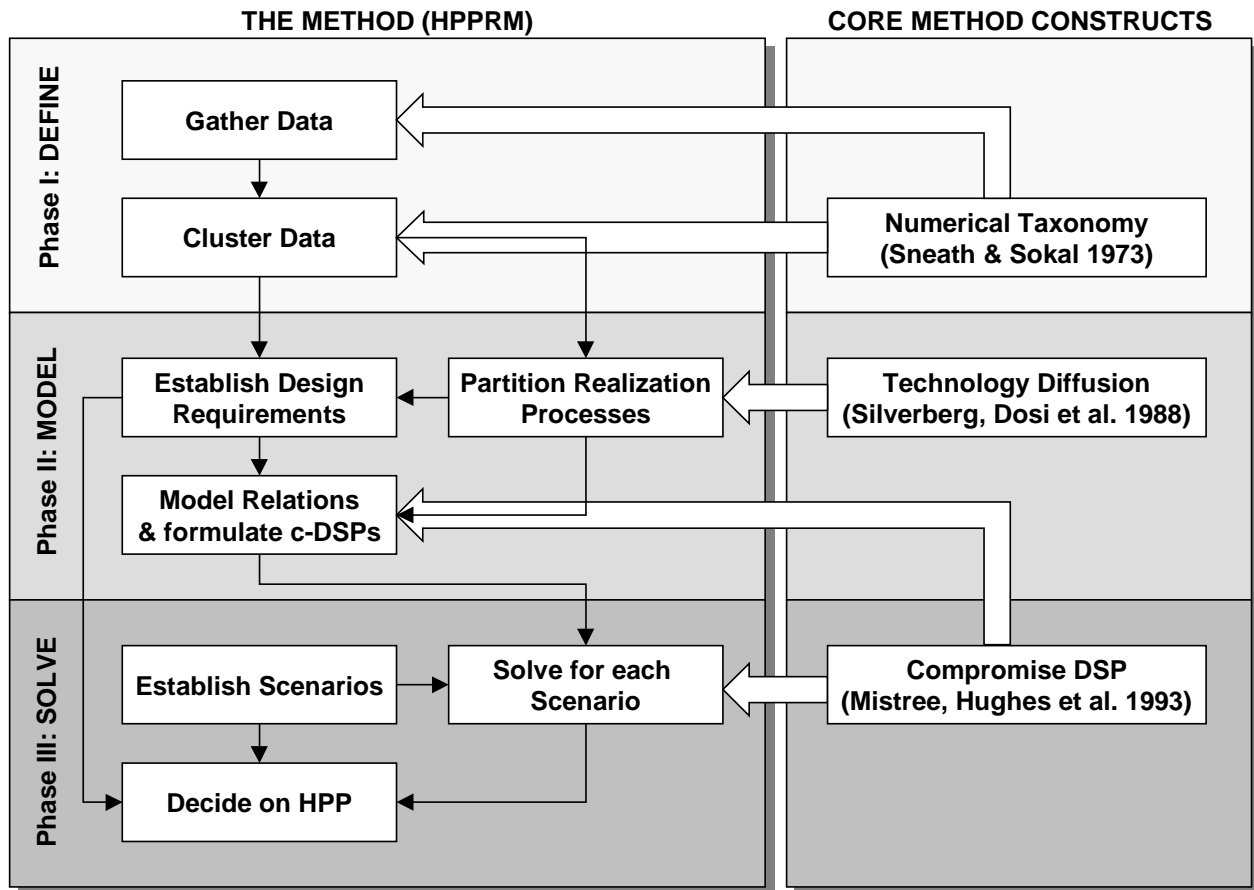 THE METHOD (HPPRM)
CORE METHOD CONSTRUCTS
Phase I: DEFINE
Gather Data
Cluster Data
Numerical Taxonomy
(Sneath & Sokal 1973)
Phase II: MODEL
Establish Design
Requirements
Partition Realization
Processes
Technology Diffusion
(Silverberg, Dosi et al. 1988)
Model Relations
& formulate c-DSPs
Phase III: SOLVE
Establish Scenarios
Solve for each
Scenario
Compromise DSP
(Mistree, Hughes et al. 1993)
Decide on HPP